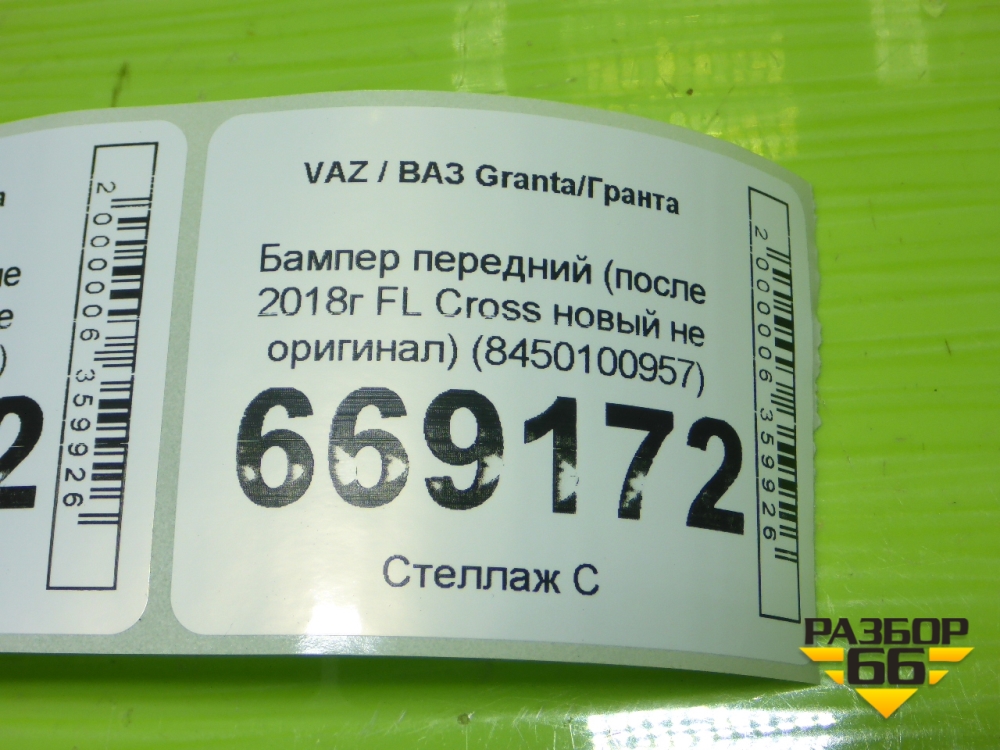 VAZ / ВАЗ Granta/Гранта
Бампер передний (после
2018г FL Cross новый не
оригинал) (8450100957)
669172
Стеллаж С
2000006359926
2000006359926
РАЗБОР
66